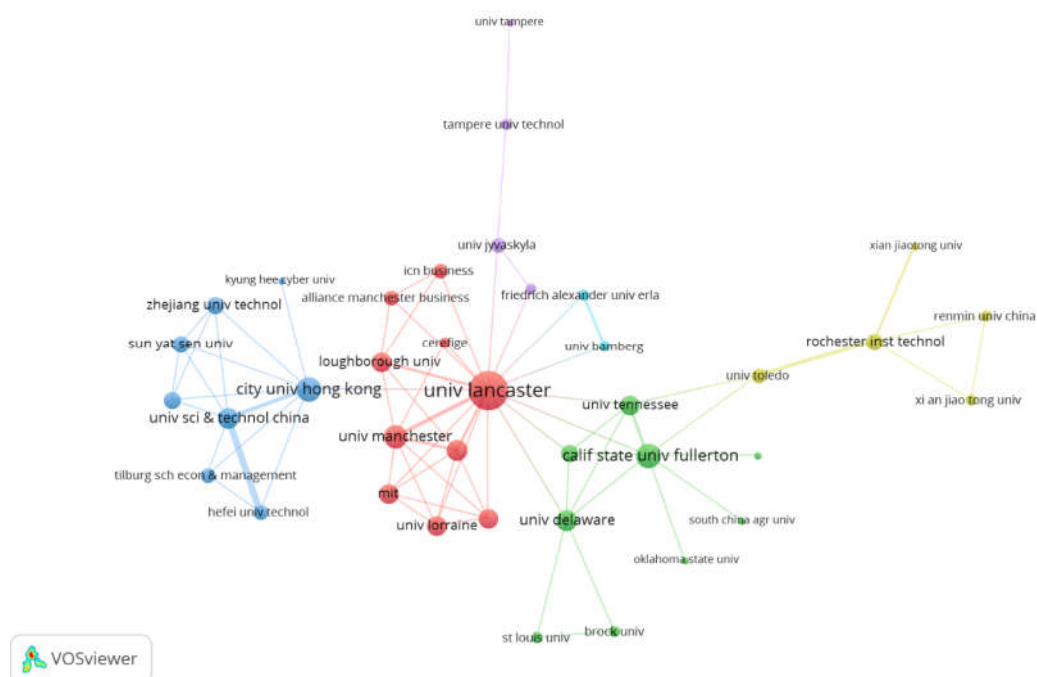 univ tampere
tampere univ technol
univ jyvaskyla
xian jiaotong univ
icn business
kyung hee cyber univ
friedrich alexander univ erla
alliance manchester business
zhejiang univ technol
renmin univ china
sun yat sen univ
cerefige
univ bamberg
rochester inst technol
loughborough univ
univ toledo
city univ hong kong
univ lancaster
xi an jiao tong univ
univ tennessee
univ sci & technol china
univ manchester
calif state univ fullerton
tilburg sch econ & management
mit
hefei univ technol
univ lorraine
univ delaware
south china agr univ
oklahoma state univ
st louis univ
brock univ
VOSviewer